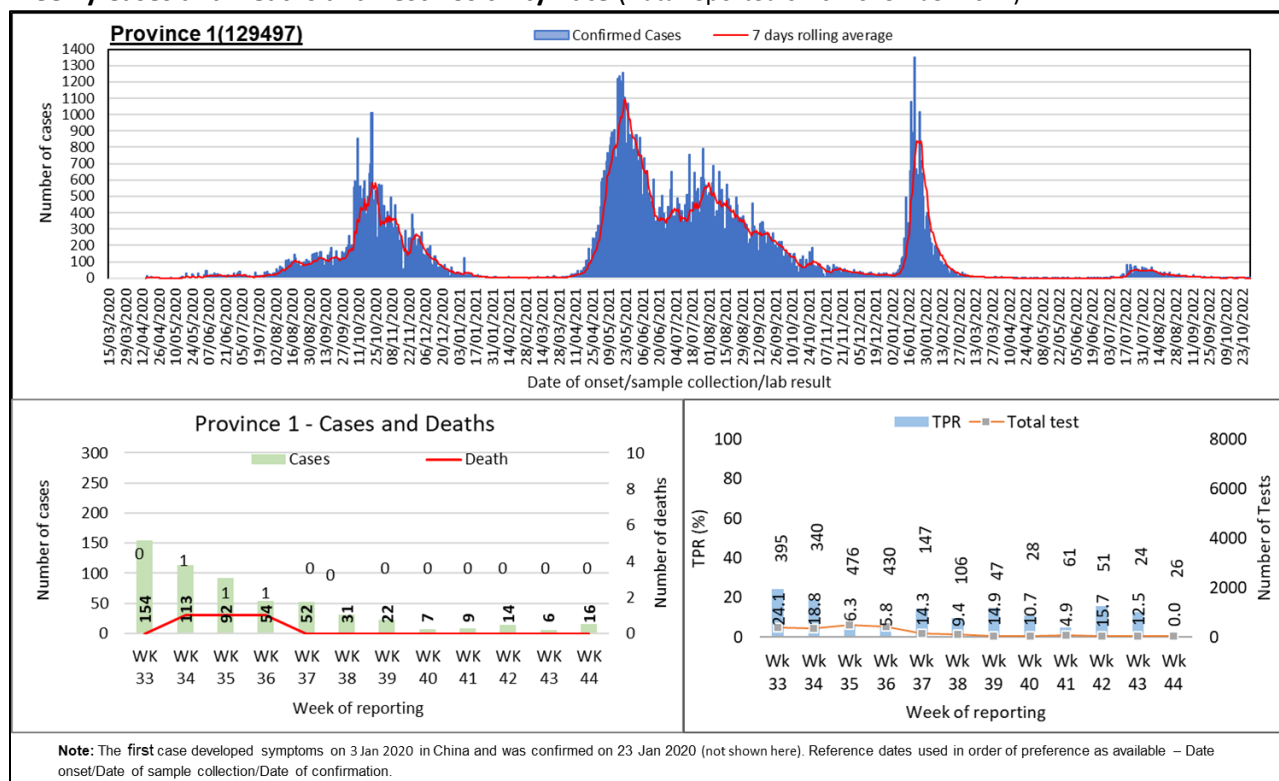 Province 1(129497)
Confirmed Cases 7 days rolling average
Number of cases
1400
1300
1200
1100
1000
900
800
700
600
500
400
300
200
100
0
15/03/2020 29/03/2020 12/04/2020 26/04/2020 10/05/2020 24/05/2020 07/06/2020 21/06/2020 05/07/2020 19/07/2020 02/08/2020 16/08/2020 30/08/2020 13/09/2020 27/09/2020 11/10/2020 25/10/2020 08/11/2020 22/11/2020 06/12/2020 20/12/2020 03/01/2021 17/01/2021 31/01/2021 14/02/2021 28/02/2021 14/03/2021 28/03/2021 11/04/2021 25/04/2021 09/05/2021 23/05/2021 06/06/2021 20/06/2021 04/07/2021 18/07/2021 01/08/2021 15/08/2021 29/08/2021 12/09/2021 26/09/2021 10/10/2021 24/10/2021 07/11/2021 21/11/2021 05/12/2021 19/12/2021 02/01/2022 16/01/2022 30/01/2022 13/02/2022 27/02/2022 13/03/2022 27/03/2022 10/04/2022 24/04/2022 08/05/2022 22/05/2022 05/06/2022 19/06/2022 03/07/2022 17/07/2022 31/07/2022 14/08/2022 28/08/2022 11/09/2022 25/09/2022 09/10/2022 23/10/2022
Date of onset/sample collection/lab result
Province 1 - Cases and Deaths
Cases Death
Number of cases
300
250
200
150
100
50
0
0 1 1 1 0 0 0 0 0 0 0 0
154 113 92 54 52 31 22 7 9 14 6 16
10
8
6
4
2
0
Number of deaths
WK WK WK WK WK WK WK WK WK WK WK WK
33 34 35 36 37 38 39 40 41 42 43 44
Week of reporting
TPR Total test
TPR (%)
100
80
60
40
20
0
395 340 476 430 147 106 47 28 61 51 24 26
24.1 18.8 6.3 5.8 14.3 9.4 14.9 10.7 4.9 15.7 12.5 0.0
8000
6000
4000
2000
0
Number of Tests
Wk Wk Wk Wk Wk Wk Wk Wk Wk Wk Wk Wk
33 34 35 36 37 38 39 40 41 42 43 44
Week of reporting
Note: The first case developed symptoms on 3 Jan 2020 in China and was confirmed on 23 Jan 2020 (not shown here). Reference dates used in order of preference as available – Date
onset/Date of sample collection/Date of confirmation.